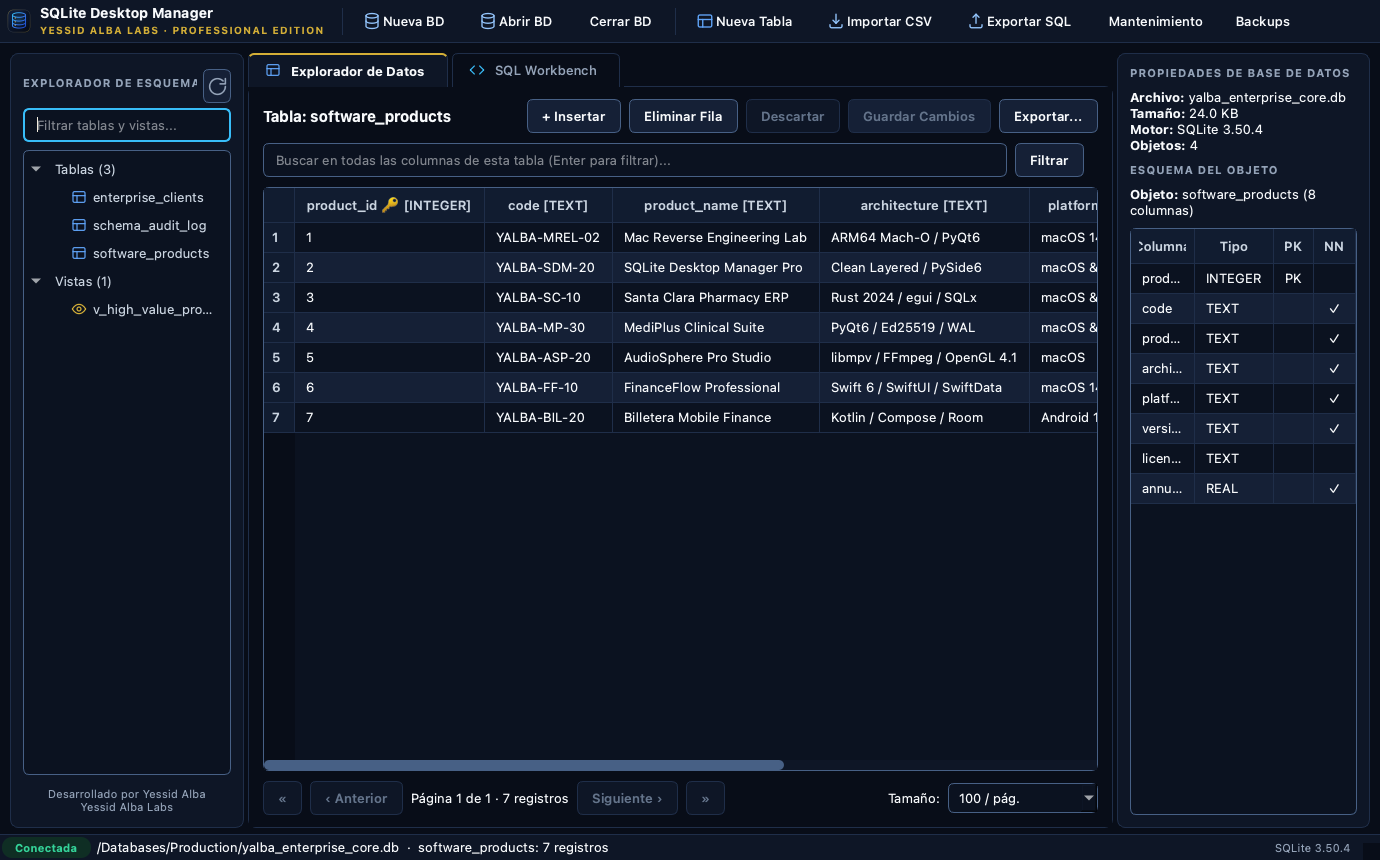 SQLite Desktop Manager
YESSID ALBA LABS · PROFESSIONAL EDITION
Nueva BD
Abrir BD
Cerrar BD
Nueva Tabla
Importar CSV
Exportar SQL
Mantenimiento
Backups
EXPLORADOR DE ESQUEMA
Filtrar tablas y vistas...
Tablas (3)
enterprise_clients
schema_audit_log
software_products
Vistas (1)
v_high_value_pro...
Desarrollado por Yessid Alba
Yessid Alba Labs
Explorador de Datos
SQL Workbench
Tabla: software_products
+ Insertar
Eliminar Fila
Descartar
Guardar Cambios
Exportar...
Buscar en todas las columnas de esta tabla (Enter para filtrar)...
Filtrar
product_id 🔑 [INTEGER] code [TEXT] product_name [TEXT] architecture [TEXT] platform
1 1 YALBA-MREL-02 Mac Reverse Engineering Lab ARM64 Mach-O / PyQt6 macOS 14
2 2 YALBA-SDM-20 SQLite Desktop Manager Pro Clean Layered / PySide6 macOS &
3 3 YALBA-SC-10 Santa Clara Pharmacy ERP Rust 2024 / egui / SQLx macOS &
4 4 YALBA-MP-30 MediPlus Clinical Suite PyQt6 / Ed25519 / WAL macOS &
5 5 YALBA-ASP-20 AudioSphere Pro Studio libmpv / FFmpeg / OpenGL 4.1 macOS
6 6 YALBA-FF-10 FinanceFlow Professional Swift 6 / SwiftUI / SwiftData macOS 14
7 7 YALBA-BIL-20 Billetera Mobile Finance Kotlin / Compose / Room Android 1
«
‹ Anterior
Página 1 de 1 · 7 registros
Siguiente ›
»
Tamaño:
100 / pág.
PROPIEDADES DE BASE DE DATOS
Archivo: yalba_enterprise_core.db
Tamaño: 24.0 KB
Motor: SQLite 3.50.4
Objetos: 4
ESQUEMA DEL OBJETO
Objeto: software_products (8
columnas)
Columna Tipo PK NN
prod... INTEGER PK
code TEXT ✓
prod... TEXT ✓
archi... TEXT ✓
platf... TEXT ✓
versi... TEXT ✓
licen... TEXT
annu... REAL ✓
Conectada
/Databases/Production/yalba_enterprise_core.db · software_products: 7 registros
SQLite 3.50.4